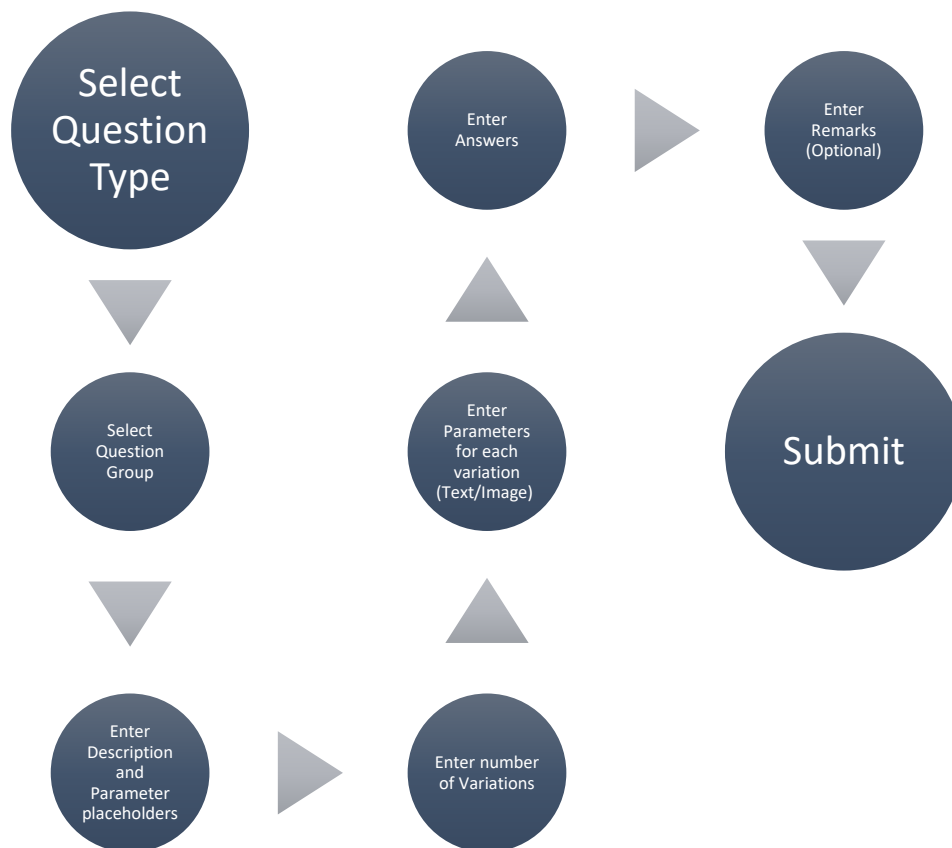 Select
Question
Type
Select
Question
Group
Enter
Description
and
Parameter
placeholders
Enter number
of Variations
Enter
Parameters
for each
variation
(Text/Image)
Enter
Answers
Enter
Remarks
(Optional)
Submit